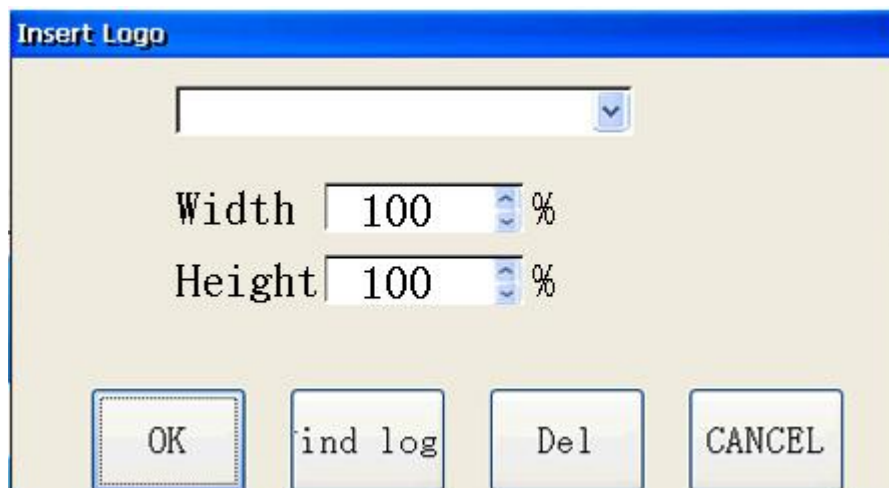 Insert Logo
Width 100 %
Height 100 %
OK ind log Del CANCEL